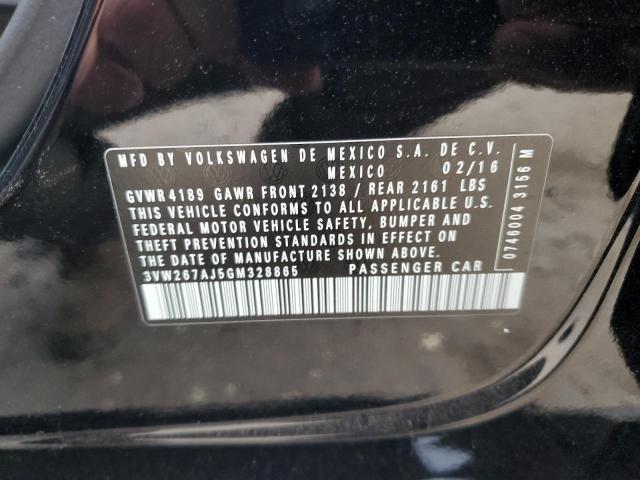 MFD BY VOLKSWAGEN DE MEXICO S.A. DE C.V.
MEXICO 02/16
GVWR 4189 GAWR FRONT 2138 / REAR 2161 LBS
THIS VEHICLE CONFORMS TO ALL APPLICABLE U.S.
FEDERAL MOTOR VEHICLE SAFETY, BUMPER AND
THEFT PREVENTION STANDARDS IN EFFECT ON
THE DATE OF MANUFACTURE SHOWN ABOVE.
3VW267AJ5GM328865 PASSENGER CAR
0746004 3156 M